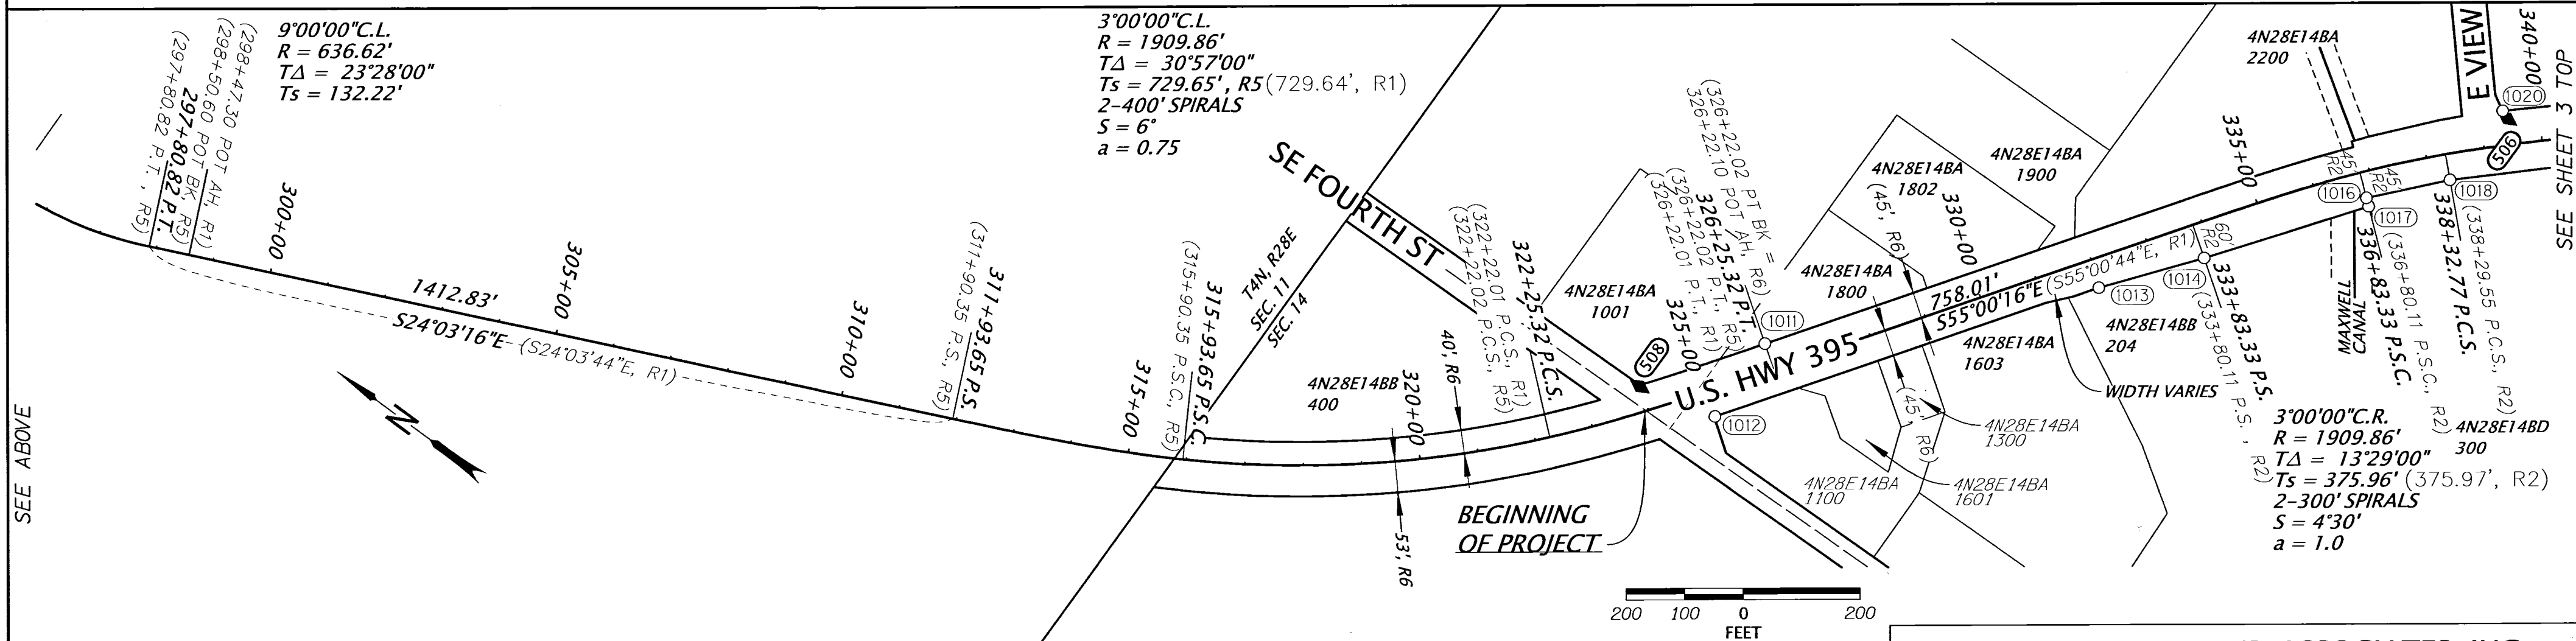 9°00'00"C.L.
R = 636.62'
TΔ = 23°28'00"
Ts = 132.22'
(298+47.30 POT AH, R1)
(298+50.60 POT BK, R5)
297+80.82 P.T.
(297+80.82 P.T., R5)
300+00
305+00
310+00
1412.83'
S24°03'16"E (S24°03'44"E, R1)
SEE ABOVE
N
(311+90.35 P.S., R5)
311+93.65 P.S.
315+00
(315+90.35 P.S.C., R5)
315+93.65 P.S.C.
3°00'00"C.L.
R = 1909.86'
TΔ = 30°57'00"
Ts = 729.65', R5 (729.64', R1)
2-400' SPIRALS
S = 6°
a = 0.75
SE FOURTH ST
T4N, R28E
SEC. 11
SEC. 14
4N28E14BB
400
320+00
40', R6
53', R6
(322+22.01 P.C.S., R1)
(322+22.02 P.C.S., R5)
322+25.32 P.C.S.
4N28E14BA
1001
325+00
508
BEGINNING
OF PROJECT
(326+22.02 PT BK =
326+22.10 POT AH, R6)
326+25.32 P.T.
(326+22.02 P.T., R5)
(326+22.01 P.T., R1)
1011
1012
U.S. HWY 395
4N28E14BA
1802
(45', R6)
4N28E14BA
1900
330+00
4N28E14BA
1800
758.01'
S55°00'16"E (S55°00'44"E, R1)
4N28E14BA
1603
(45', R6)
4N28E14BA
1300
4N28E14BA
1100
4N28E14BA
1601
1013
1014
4N28E14BB
204
WIDTH VARIES
60'
R2
333+83.33 P.S.
(333+80.11 P.S., R2)
335+00
4N28E14BA
2200
45'
R2
45'
R2
1016
1017
1018
MAXWELL
CANAL
336+83.33 P.S.C.
(336+80.11 P.S.C., R2)
338+32.77 P.C.S.
(338+29.55 P.C.S., R2)
E VIEW
340+00
1020
506
SEE SHEET 3 TOP
4N28E14BD
300
3°00'00"C.R.
R = 1909.86'
TΔ = 13°29'00"
Ts = 375.96' (375.97', R2)
2-300' SPIRALS
S = 4°30'
a = 1.0
200 100 0 200
FEET